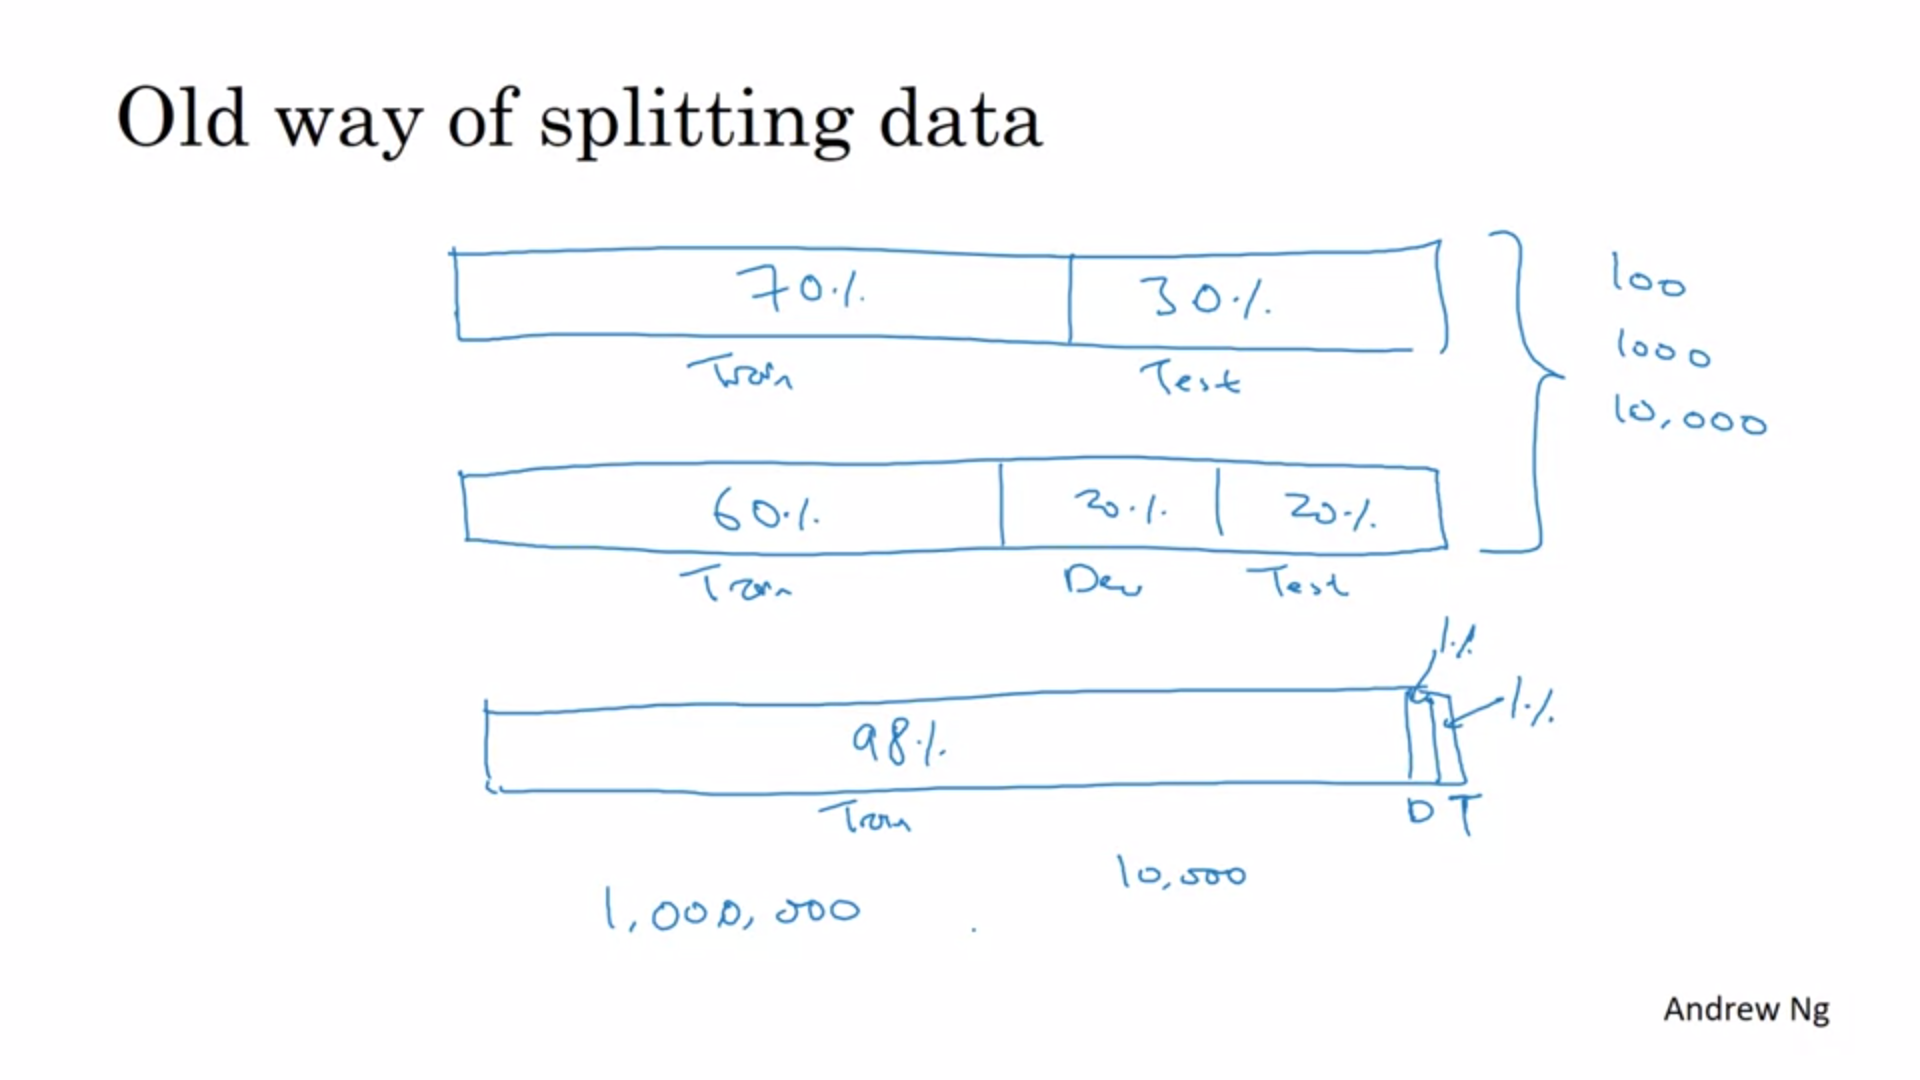 Old way of splitting data
70% 30%
Train Test
100
1000
10,000
60% 20% 20%
Train Dev Test
1%
1%
98%
Train D T
1,000,000 10,000
Andrew Ng